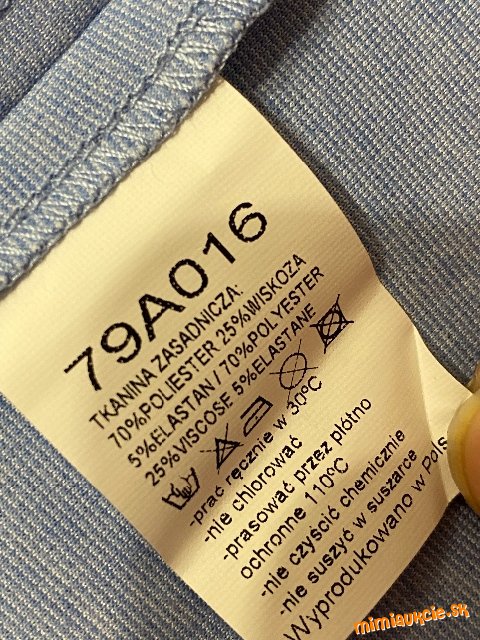 79A016
TKANINA ZASADNICZA:
70%POLIESTER 25%WISKOZA
5%ELASTAN / 70%POLYESTER
25%VISCOSE 5%ELASTANE
-prać ręcznie w 30°C
-nie chlorować
-prasować przez płótno
ochronne 110°C
-nie czyścić chemicznie
-nie suszyć w suszarce
Wyprodukowano w Pols
mimiaukcie.sk